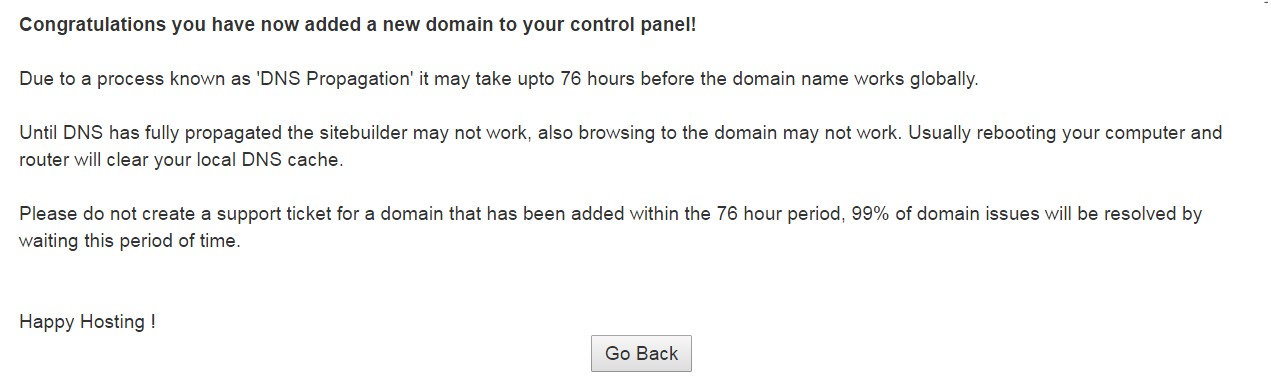 Congratulations you have now added a new domain to your control panel!
Due to a process known as 'DNS Propagation' it may take upto 76 hours before the domain name works globally.
Until DNS has fully propagated the sitebuilder may not work, also browsing to the domain may not work. Usually rebooting your computer and
router will clear your local DNS cache.
Please do not create a support ticket for a domain that has been added within the 76 hour period, 99% of domain issues will be resolved by
waiting this period of time.
Happy Hosting !
Go Back